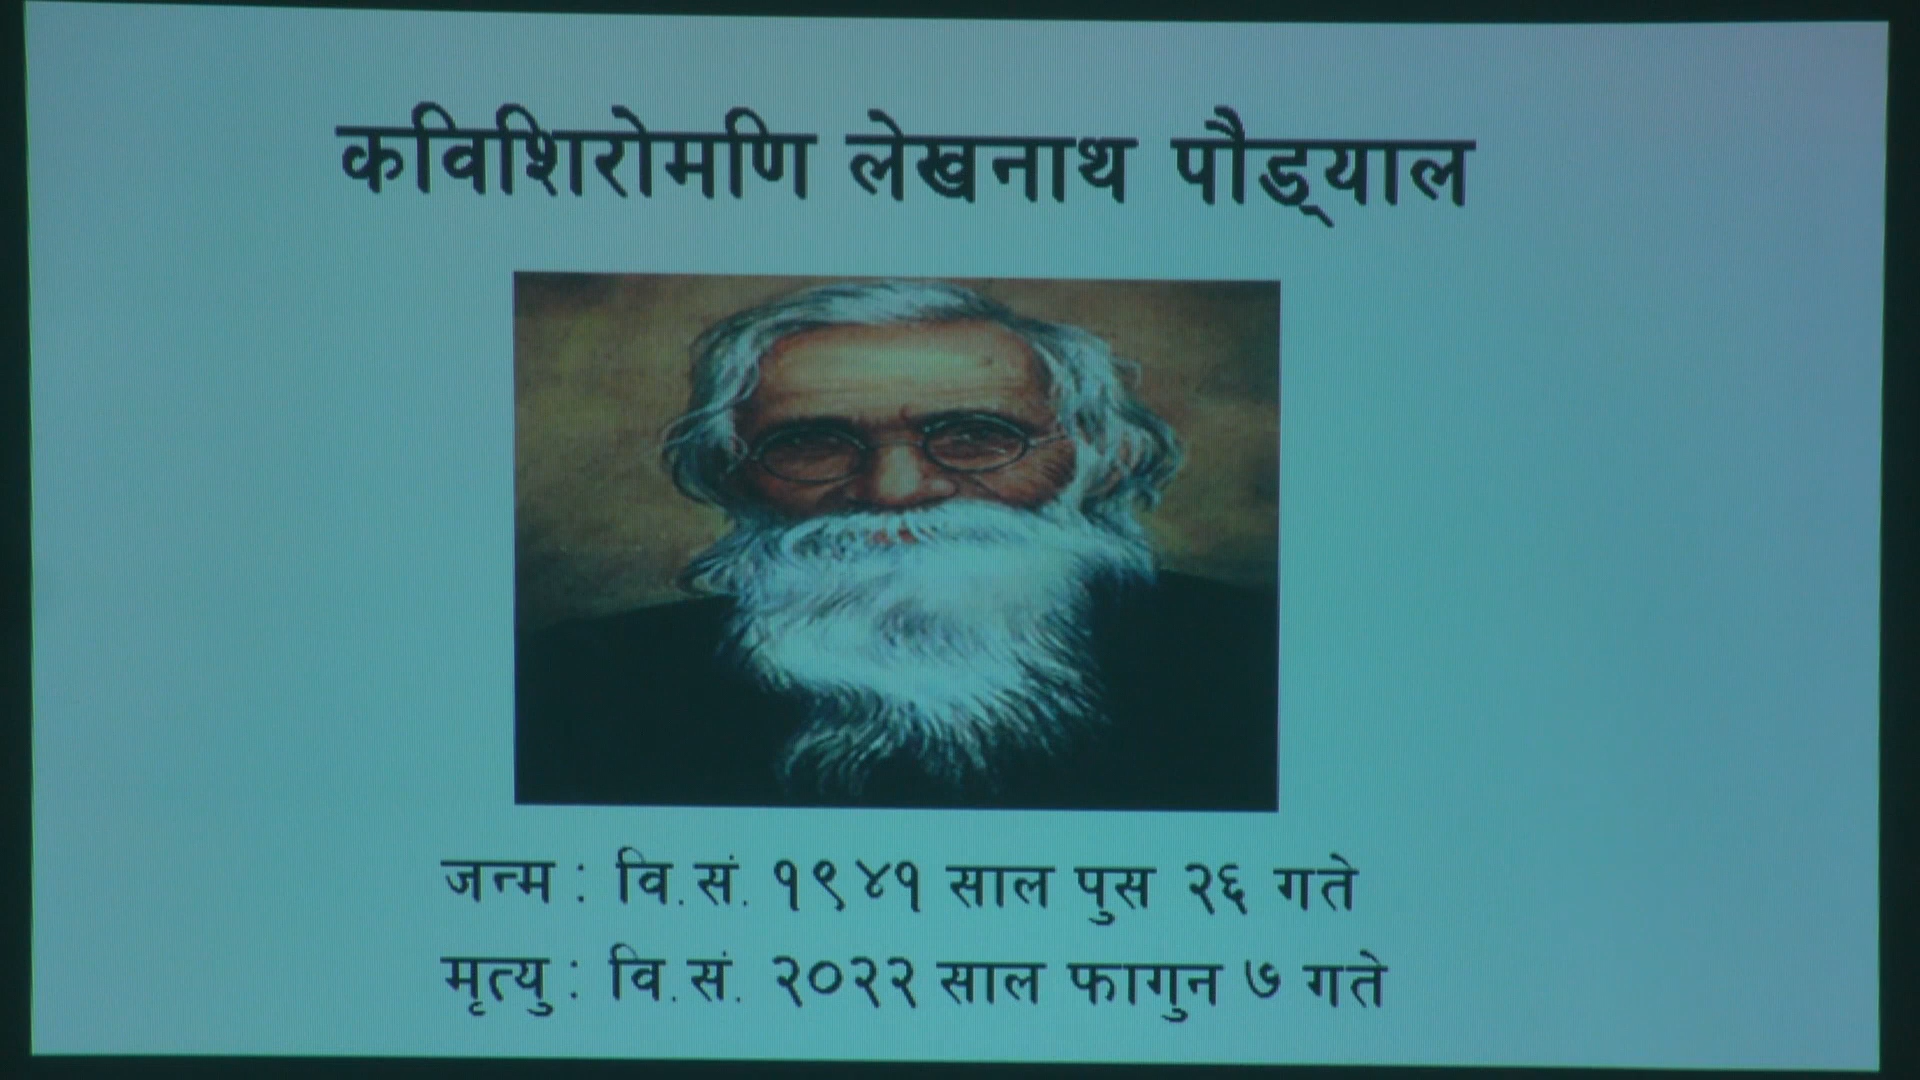 कविशिरोमणि लेखनाथ पौड्याल
जन्म : वि.सं. १९४१ साल पुस २६ गते
मृत्यु : वि.सं. २०२२ साल फागुन ७ गते